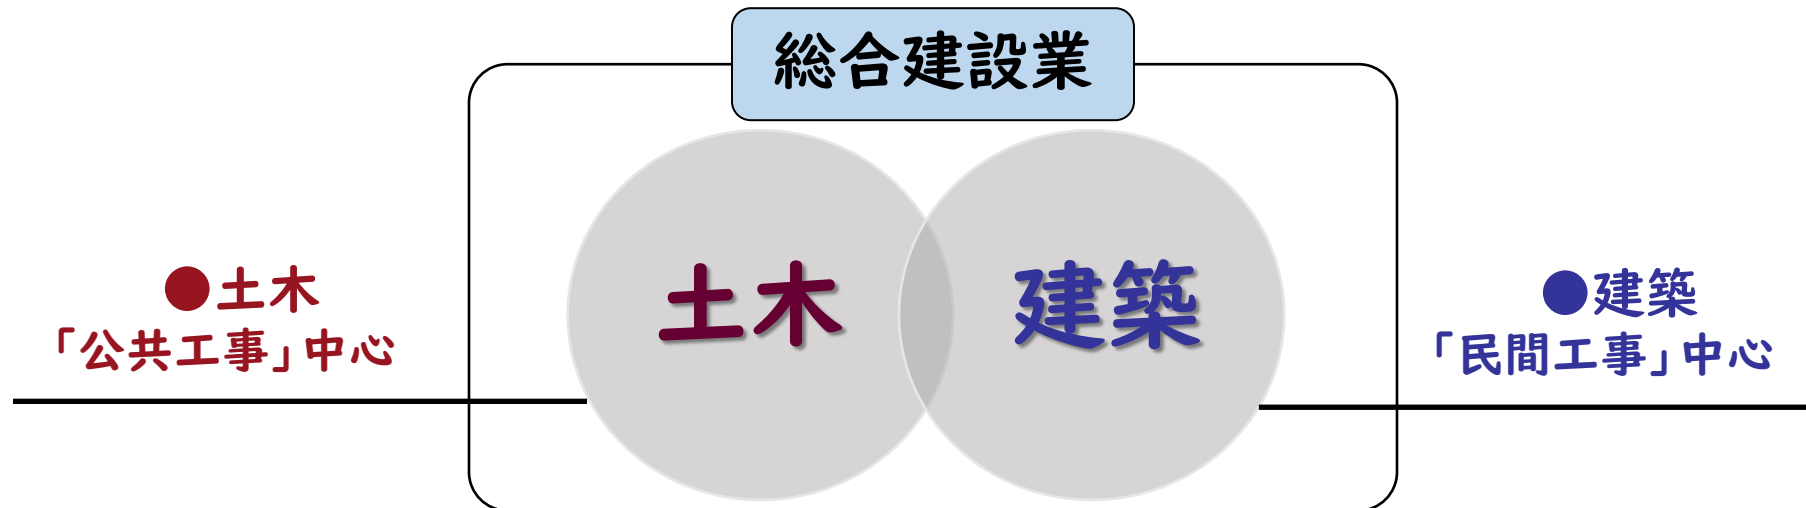 総合建設業
土木
建築
●土木
「公共工事」中心
●建築
「民間工事」中心